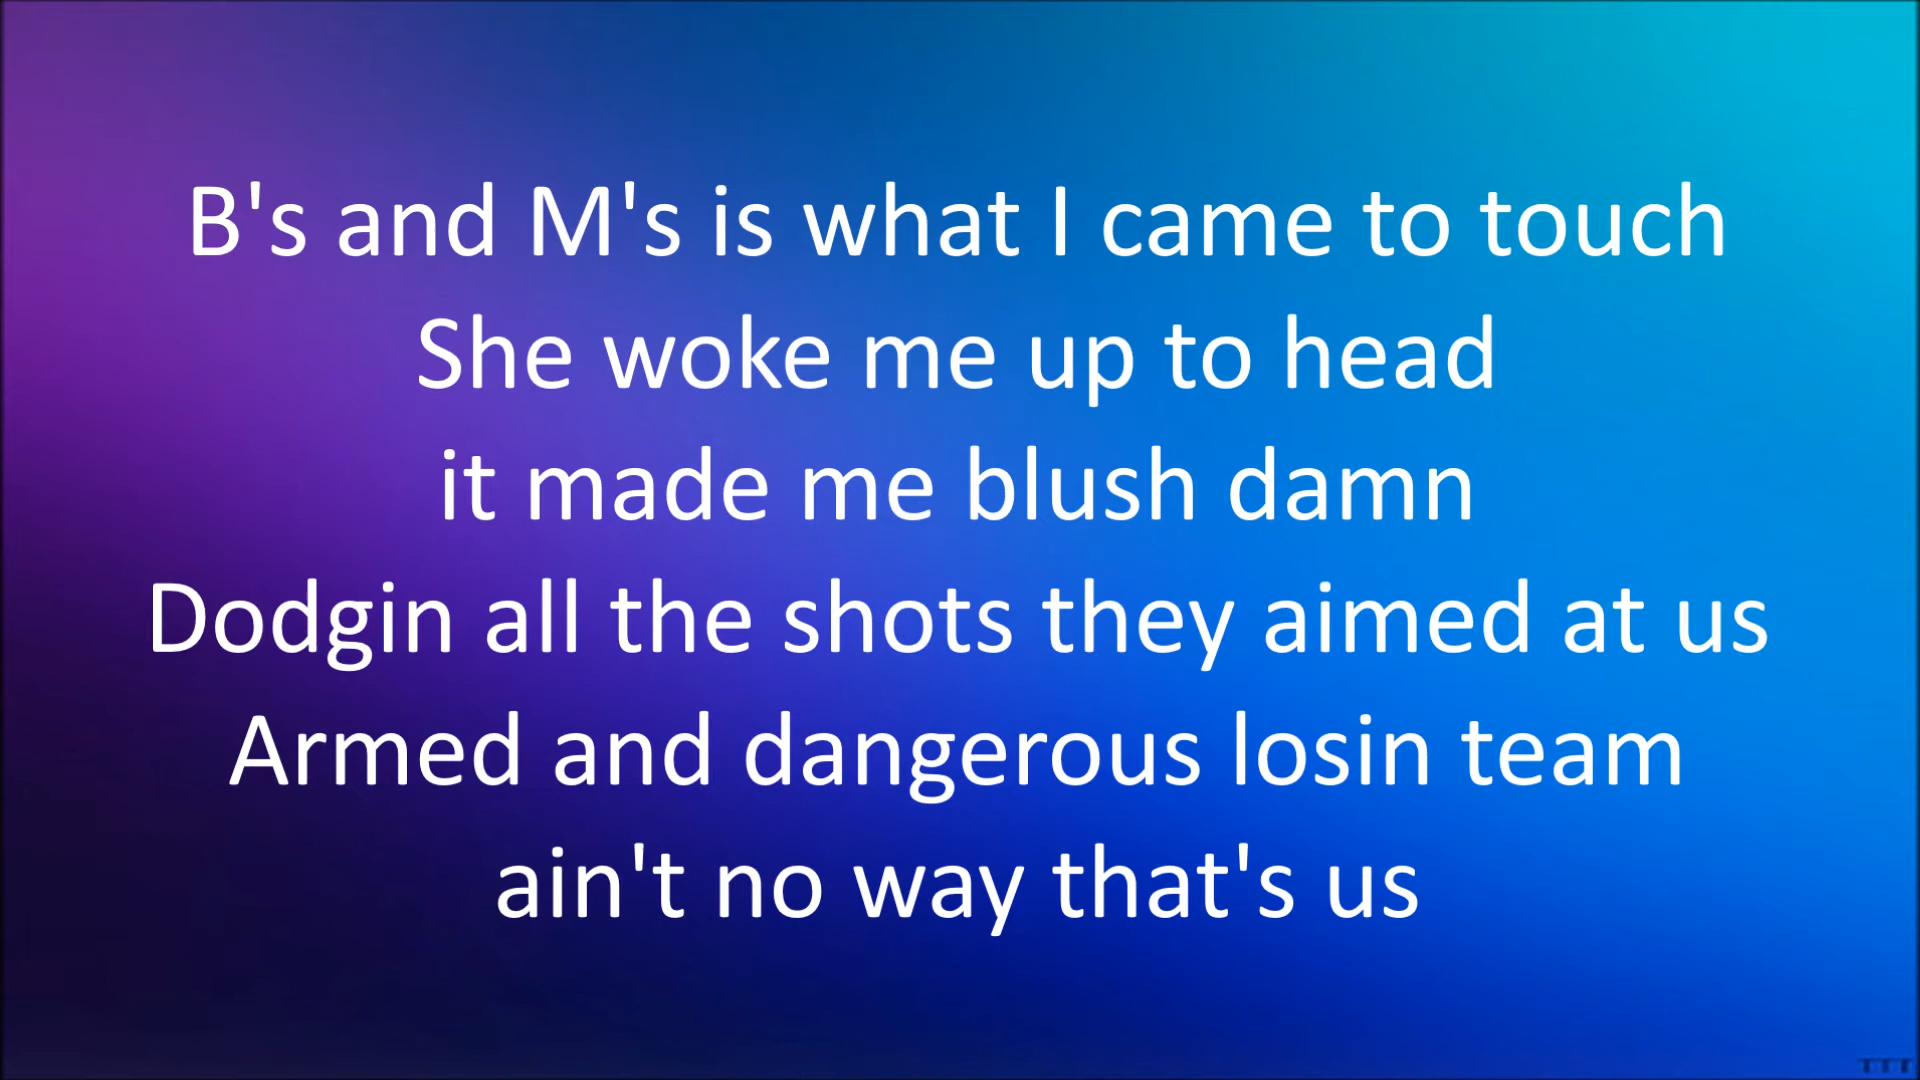 B's and M's is what I came to touch
She woke me up to head
it made me blush damn
Dodgin all the shots they aimed at us
Armed and dangerous losin team
ain't no way that's us
TTT